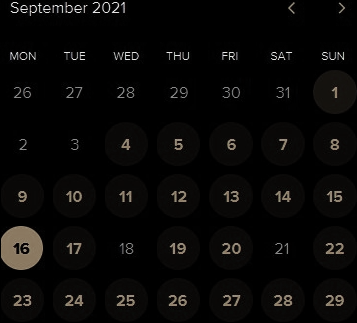 September 2021
MON TUE WED THU FRI SAT SUN
26 27 28 29 30 31 1
2 3 4 5 6 7 8
9 10 11 12 13 14 15
16 17 18 19 20 21 22
23 24 25 26 27 28 29